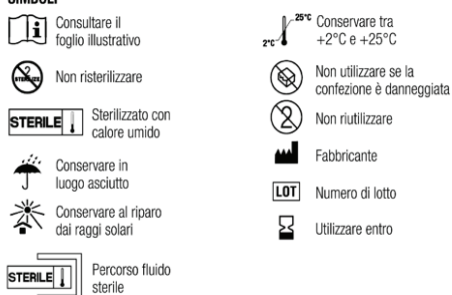 SIMBOLI
Consultare il
foglio illustrativo
STERILIZE
Non risterilizzare
STERILE
Sterilizzato con
calore umido
Conservare in
luogo asciutto
Conservare al riparo
dai raggi solari
STERILE
Percorso fluido
sterile
25°C
2°C
Conservare tra
+2°C e +25°C
Non utilizzare se la
confezione è danneggiata
2
Non riutilizzare
Fabbricante
LOT
Numero di lotto
Utilizzare entro